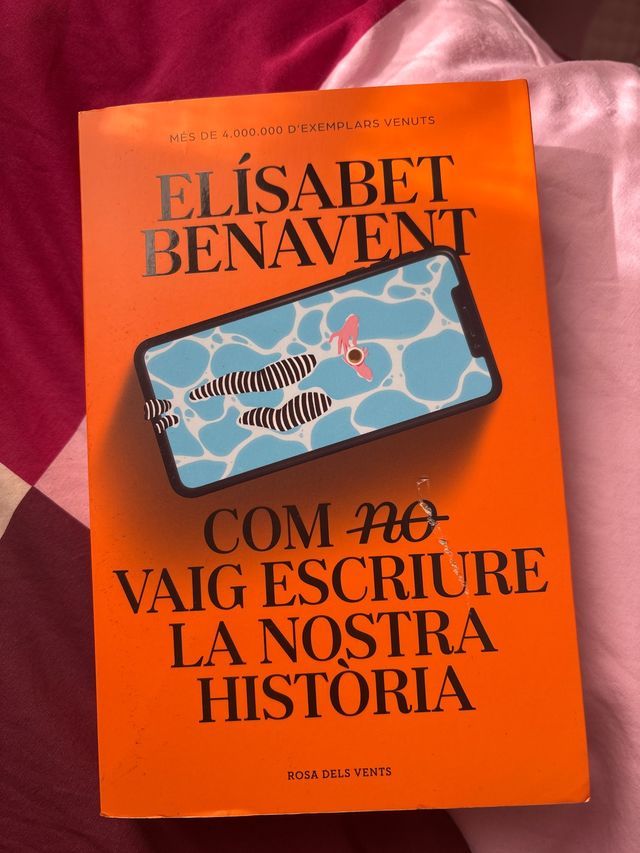 MÉS DE 4.000.000 D'EXEMPLARS VENUTS
ELÍSABET
BENAVENT
COM no
VAIG ESCRIURE
LA NOSTRA
HISTÒRIA
ROSA DELS VENTS